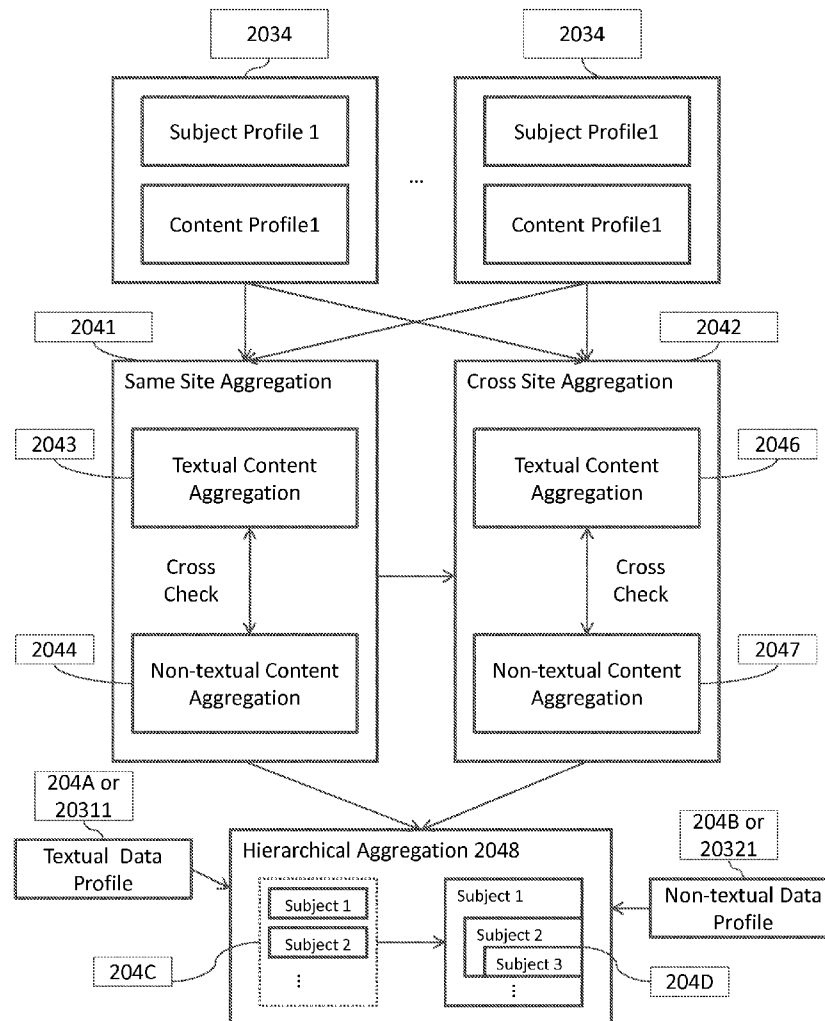 2034
2034
Subject Profile 1
Subject Profile1
...
Content Profile1
Content Profile1
2041
2042
Same Site Aggregation
Cross Site Aggregation
2043
2046
Textual Content
Aggregation
Textual Content
Aggregation
Cross
Check
Cross
Check
2044
2047
Non-textual Content
Aggregation
Non-textual Content
Aggregation
204A or
20311
204B or
20321
Textual Data
Profile
Hierarchical Aggregation 2048
Non-textual Data
Profile
Subject 1
Subject 2
⋮
Subject 1
Subject 2
Subject 3
⋮
204C
204D